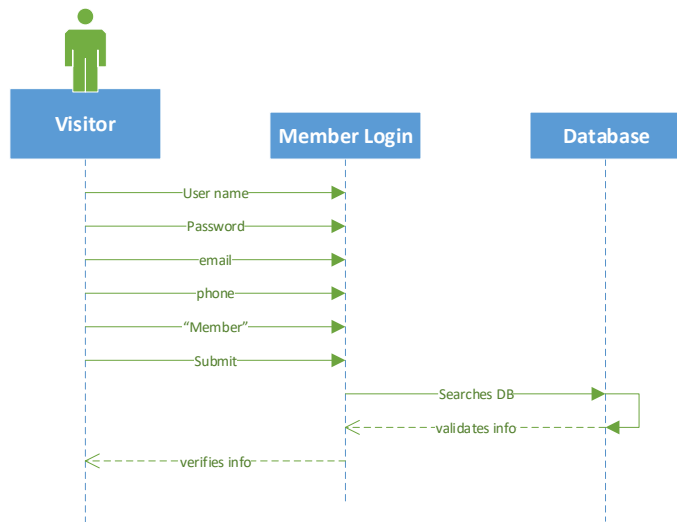 Visitor
Member Login
Database
User name
Password
email
phone
“Member”
Submit
Searches DB
validates info
verifies info